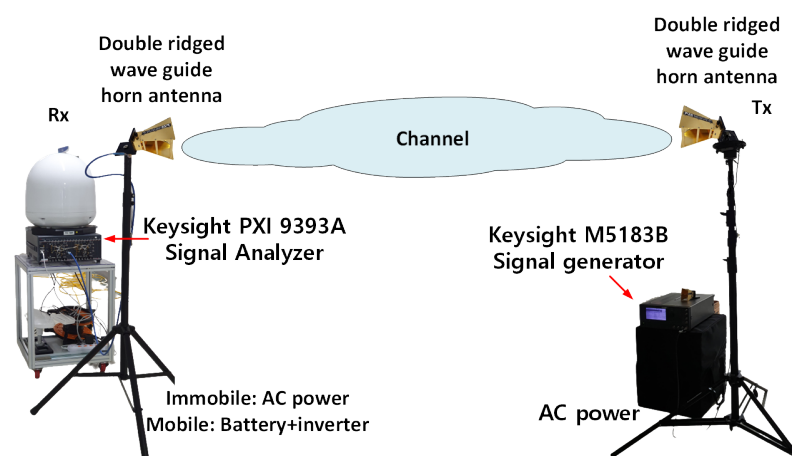 Double ridged
wave guide
horn antenna
Rx
Double ridged
wave guide
horn antenna
Tx
Channel
Keysight PXI 9393A
Signal Analyzer
Keysight M5183B
Signal generator
Immobile: AC power
Mobile: Battery+inverter
AC power